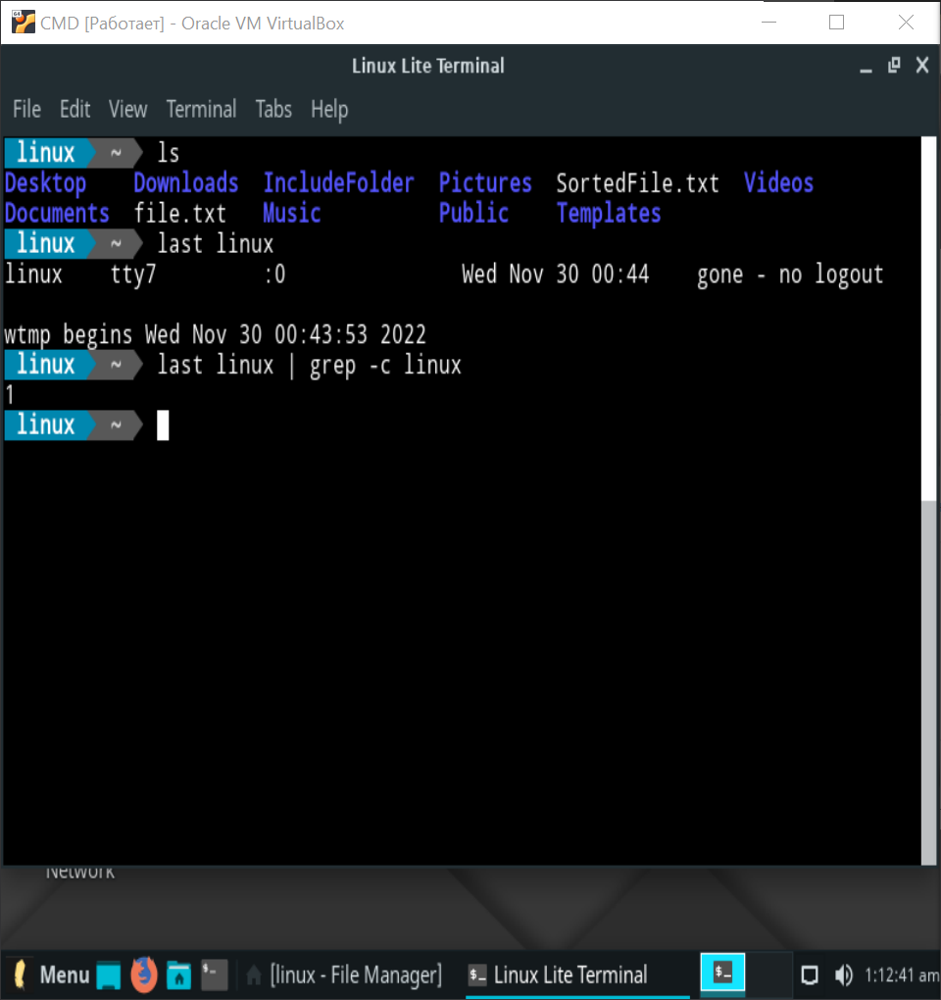 CMD [Работает] - Oracle VM VirtualBox
Linux Lite Terminal
File Edit View Terminal Tabs Help
linux ~ ls
Desktop Downloads IncludeFolder Pictures SortedFile.txt Videos
Documents file.txt Music Public Templates
linux ~ last linux
linux tty7 :0 Wed Nov 30 00:44 gone - no logout
wtmp begins Wed Nov 30 00:43:53 2022
linux ~ last linux | grep -c linux
1
linux ~
Network
Menu [linux - File Manager] Linux Lite Terminal 1:12:41 am